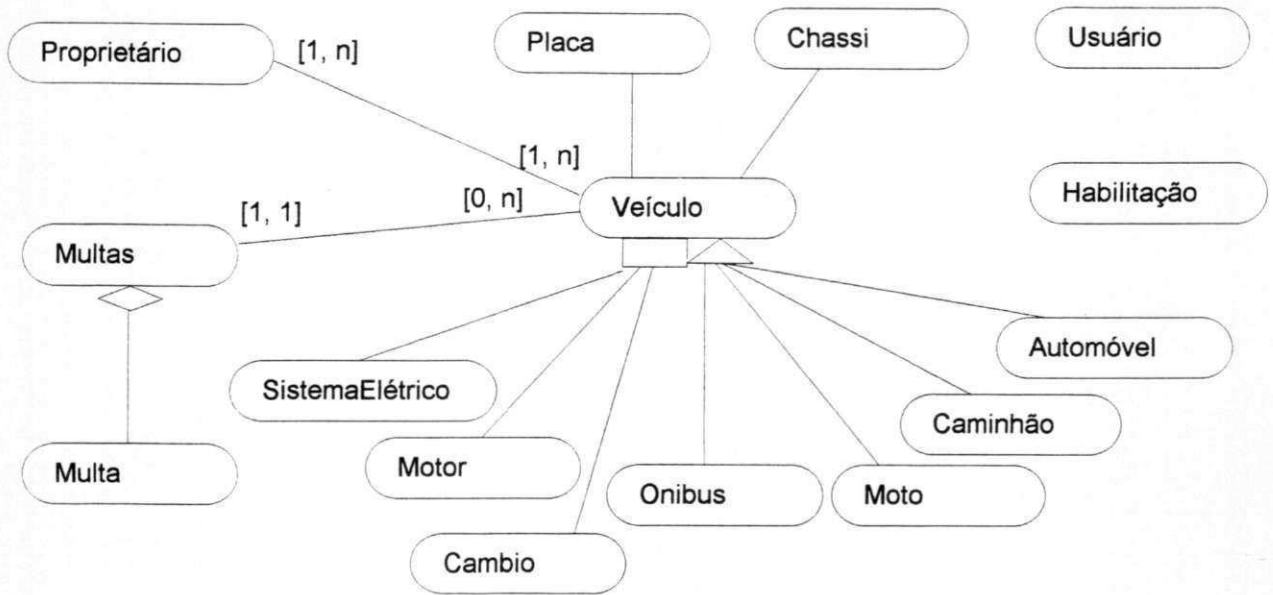 Proprietário
[1, n]
Placa
Chassi
Usuário
[1, n]
[0, n]
Veículo
Habilitação
[1, 1]
Multas
SistemaElétrico
Automóvel
Caminhão
Multa
Motor
Onibus
Moto
Cambio